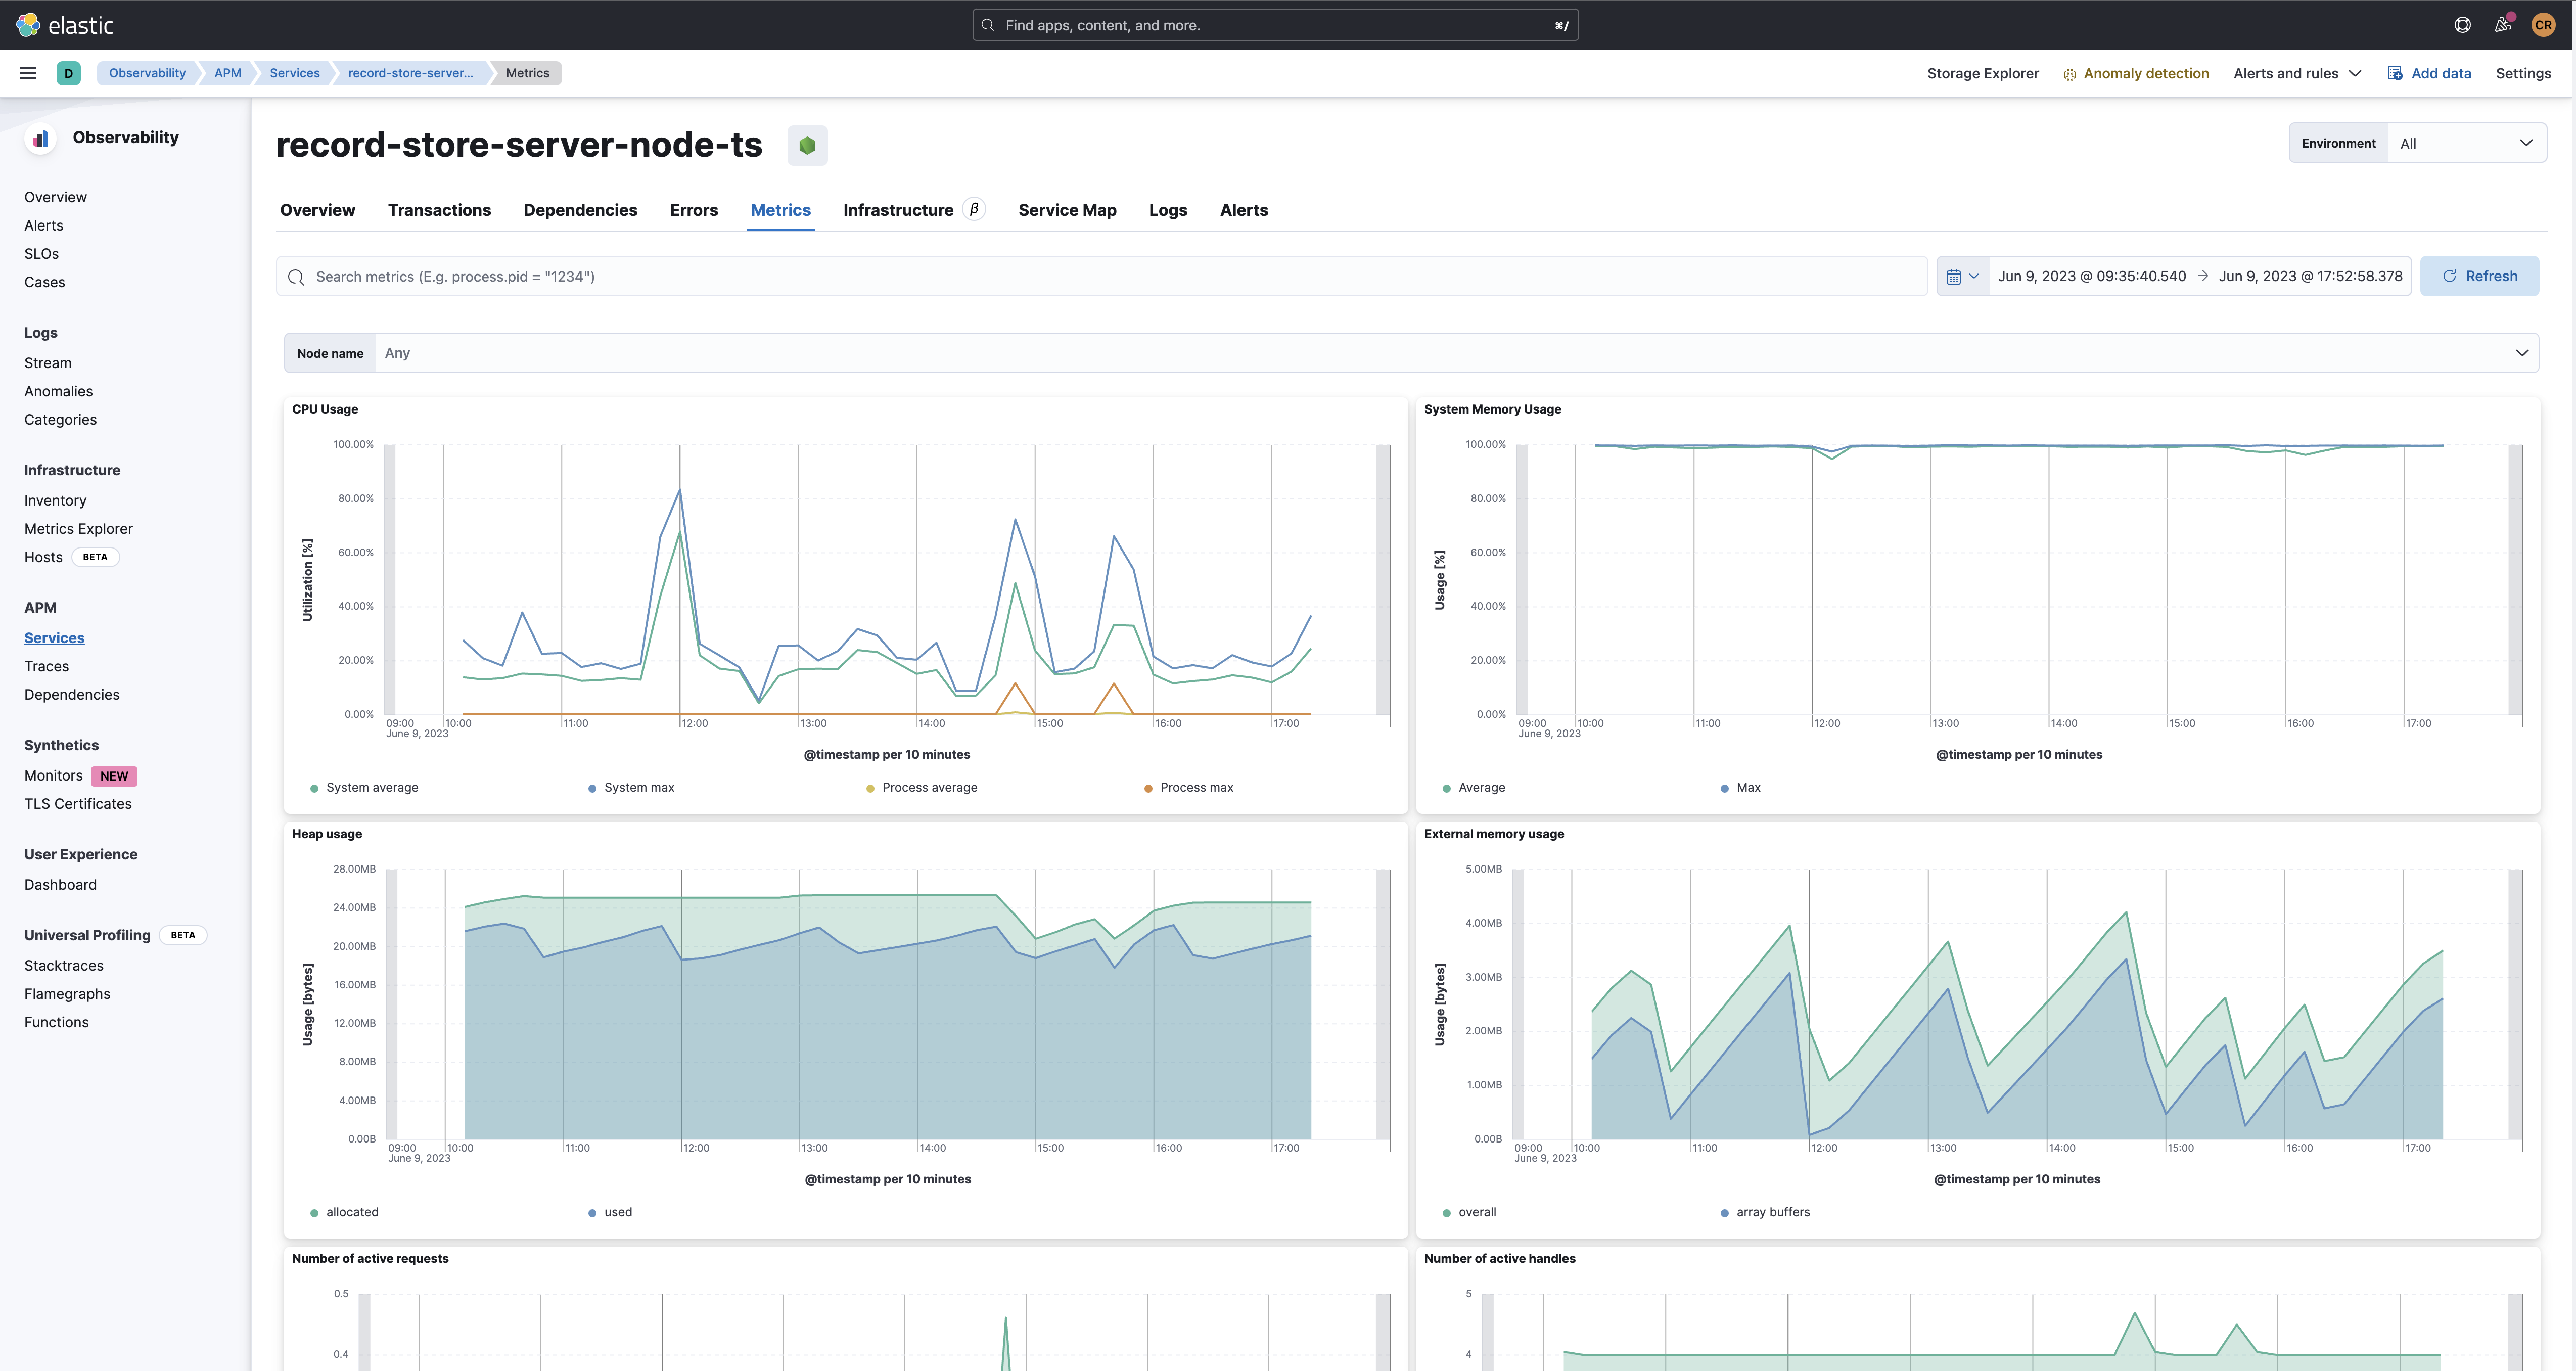 elastic
Find apps, content, and more.
⌘/
CR
D
Observability
APM
Services
record-store-server...
Metrics
Storage Explorer
Anomaly detection
Alerts and rules
Add data
Settings
Observability
Overview
Alerts
SLOs
Cases
Logs
Stream
Anomalies
Categories
Infrastructure
Inventory
Metrics Explorer
Hosts BETA
APM
Services
Traces
Dependencies
Synthetics
Monitors NEW
TLS Certificates
User Experience
Dashboard
Universal Profiling BETA
Stacktraces
Flamegraphs
Functions
record-store-server-node-ts
Environment All
Overview Transactions Dependencies Errors Metrics Infrastructure β Service Map Logs Alerts
Search metrics (E.g. process.pid = "1234")
Jun 9, 2023 @ 09:35:40.540 → Jun 9, 2023 @ 17:52:58.378
Refresh
Node name Any
CPU Usage
Utilization [%]
100.00%
80.00%
60.00%
40.00%
20.00%
0.00%
09:00 10:00 11:00 12:00 13:00 14:00 15:00 16:00 17:00
June 9, 2023
@timestamp per 10 minutes
System average System max Process average Process max
System Memory Usage
Usage [%]
100.00%
80.00%
60.00%
40.00%
20.00%
0.00%
09:00 10:00 11:00 12:00 13:00 14:00 15:00 16:00 17:00
June 9, 2023
@timestamp per 10 minutes
Average Max
Heap usage
Usage [bytes]
28.00MB
24.00MB
20.00MB
16.00MB
12.00MB
8.00MB
4.00MB
0.00B
09:00 10:00 11:00 12:00 13:00 14:00 15:00 16:00 17:00
June 9, 2023
@timestamp per 10 minutes
allocated used
External memory usage
Usage [bytes]
5.00MB
4.00MB
3.00MB
2.00MB
1.00MB
0.00B
09:00 10:00 11:00 12:00 13:00 14:00 15:00 16:00 17:00
June 9, 2023
@timestamp per 10 minutes
overall array buffers
Number of active requests
0.5
0.4
Number of active handles
5
4